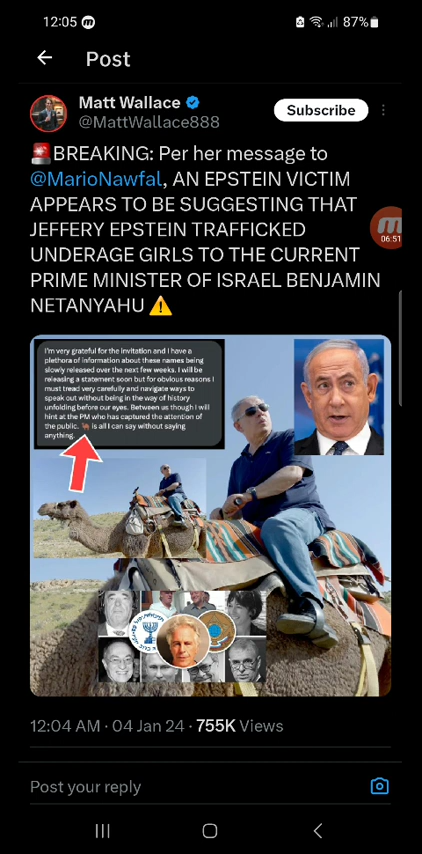 12:05
87%
Post
Matt Wallace
@MattWallace888
Subscribe
06:51
🚨BREAKING: Per her message to
@MarioNawfal, AN EPSTEIN VICTIM
APPEARS TO BE SUGGESTING THAT
JEFFERY EPSTEIN TRAFFICKED
UNDERAGE GIRLS TO THE CURRENT
PRIME MINISTER OF ISRAEL BENJAMIN
NETANYAHU ⚠️
I'm very grateful for the invitation and I have a
plethora of information about these names being
slowly released over the next few weeks. I will be
releasing a statement soon but for obvious reasons I
must tread very carefully and navigate ways to
speak out without being in the way of history
unfolding before our eyes. Between us though I will
hint at the PM who has captured the attention of
the public. 🐪 is all I can say without saying
anything.
12:04 AM · 04 Jan 24 · 755K Views
Post your reply